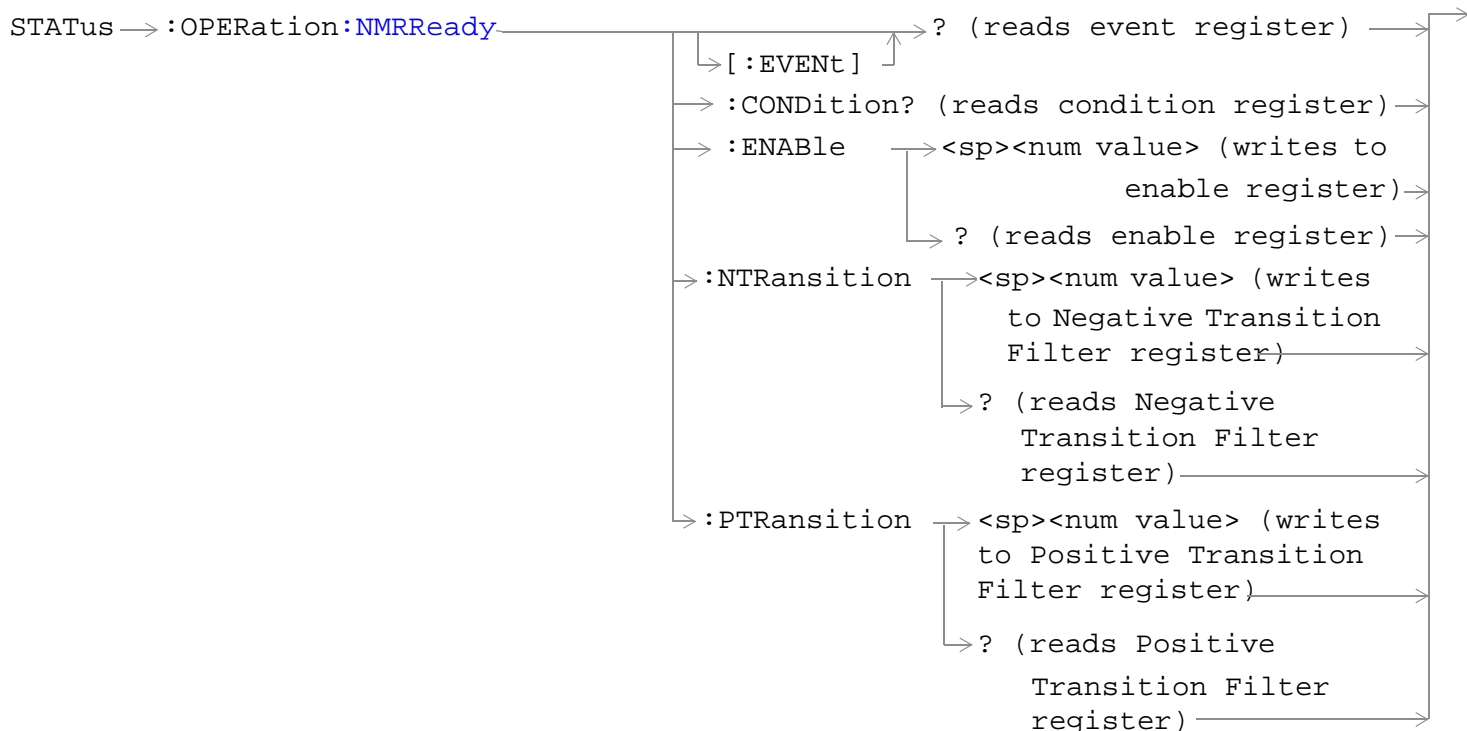 STATus :OPERation:NMRReady ? (reads event register)
[:EVENt]
:CONDition? (reads condition register)
:ENABle <sp><num value> (writes to
enable register)
? (reads enable register)
:NTRansition <sp><num value> (writes
to Negative Transition
Filter register)
? (reads Negative
Transition Filter
register)
:PTRansition <sp><num value> (writes
to Positive Transition
Filter register)
? (reads Positive
Transition Filter
register)